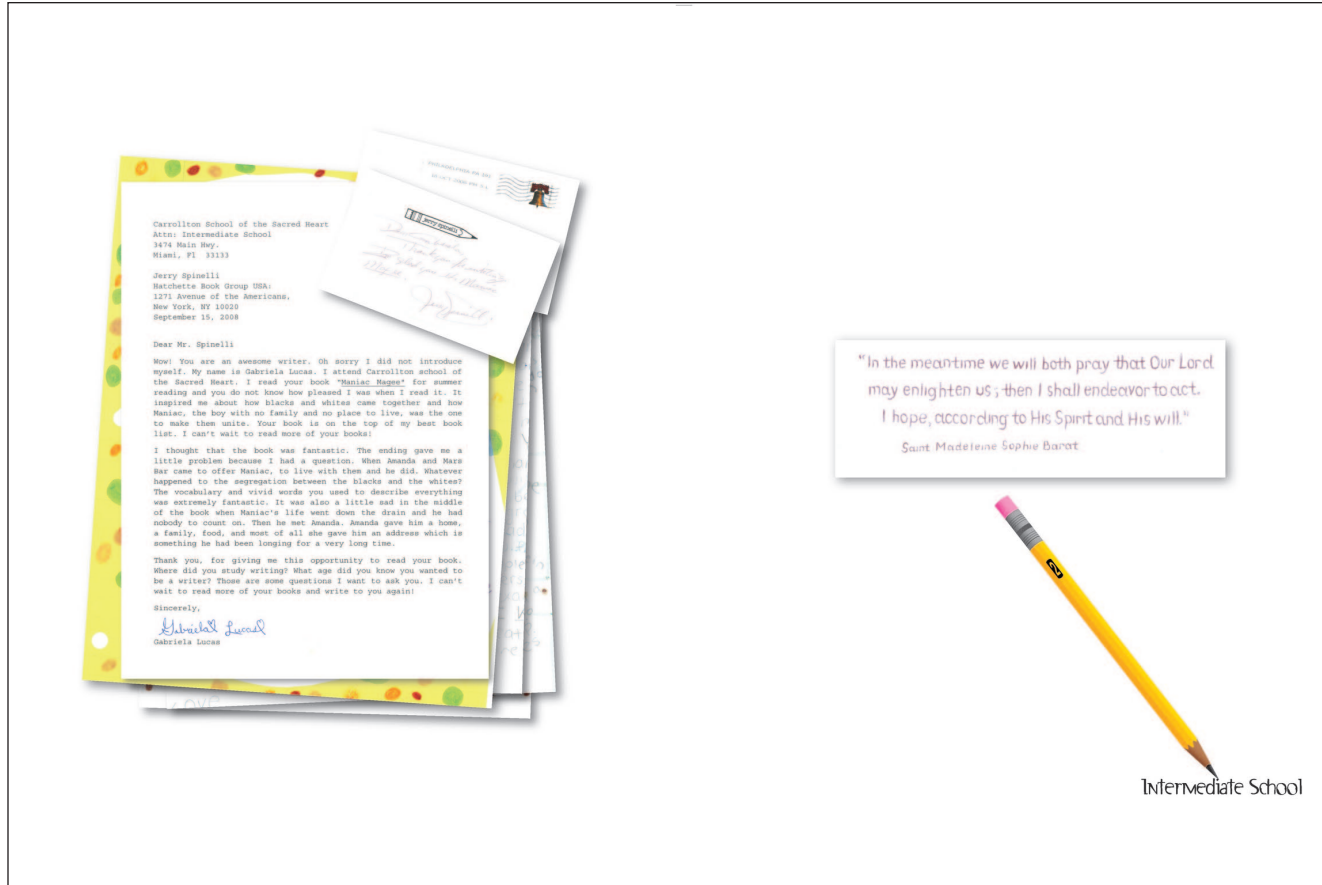 Carrollton School of the Sacred Heart
Attn: Intermediate School
3474 Main Hwy.
Miami, Fl 33133
Jerry Spinelli
Hatchette Book Group USA:
1271 Avenue of the Americans,
New York, NY 10020
September 15, 2008
Dear Mr. Spinelli
Wow! You are an awesome writer. Oh sorry I did not introduce
myself. My name is Gabriela Lucas. I attend Carrollton school of
the Sacred Heart. I read your book "Maniac Magee" for summer
reading and you do not know how pleased I was when I read it. It
inspired me about how blacks and whites came together and how
Maniac, the boy with no family and no place to live, was the one
to make them unite. Your book is on the top of my best book
list. I can't wait to read more of your books!
I thought that the book was fantastic. The ending gave me a
little problem because I had a question. When Amanda and Mars
Bar came to offer Maniac, to live with them and he did. Whatever
happened to the segregation between the blacks and the whites?
The vocabulary and vivid words you used to describe everything
was extremely fantastic. It was also a little sad in the middle
of the book when Maniac's life went down the drain and he had
nobody to count on. Then he met Amanda. Amanda gave him a home,
a family, food, and most of all she gave him an address which is
something he had been longing for a very long time.
Thank you, for giving me this opportunity to read your book.
Where did you study writing? What age did you know you wanted to
be a writer? Those are some questions I want to ask you. I can't
wait to read more of your books and write to you again!
Sincerely,
Gabriela Lucas
Gabriela Lucas
jerry spinelli
Thank you for writing
Love
"In the meantime we will both pray that Our Lord
may enlighten us; then I shall endeavor to act.
I hope, according to His Spirit and His will."
Saint Madeleine Sophie Barat
2
Intermediate School